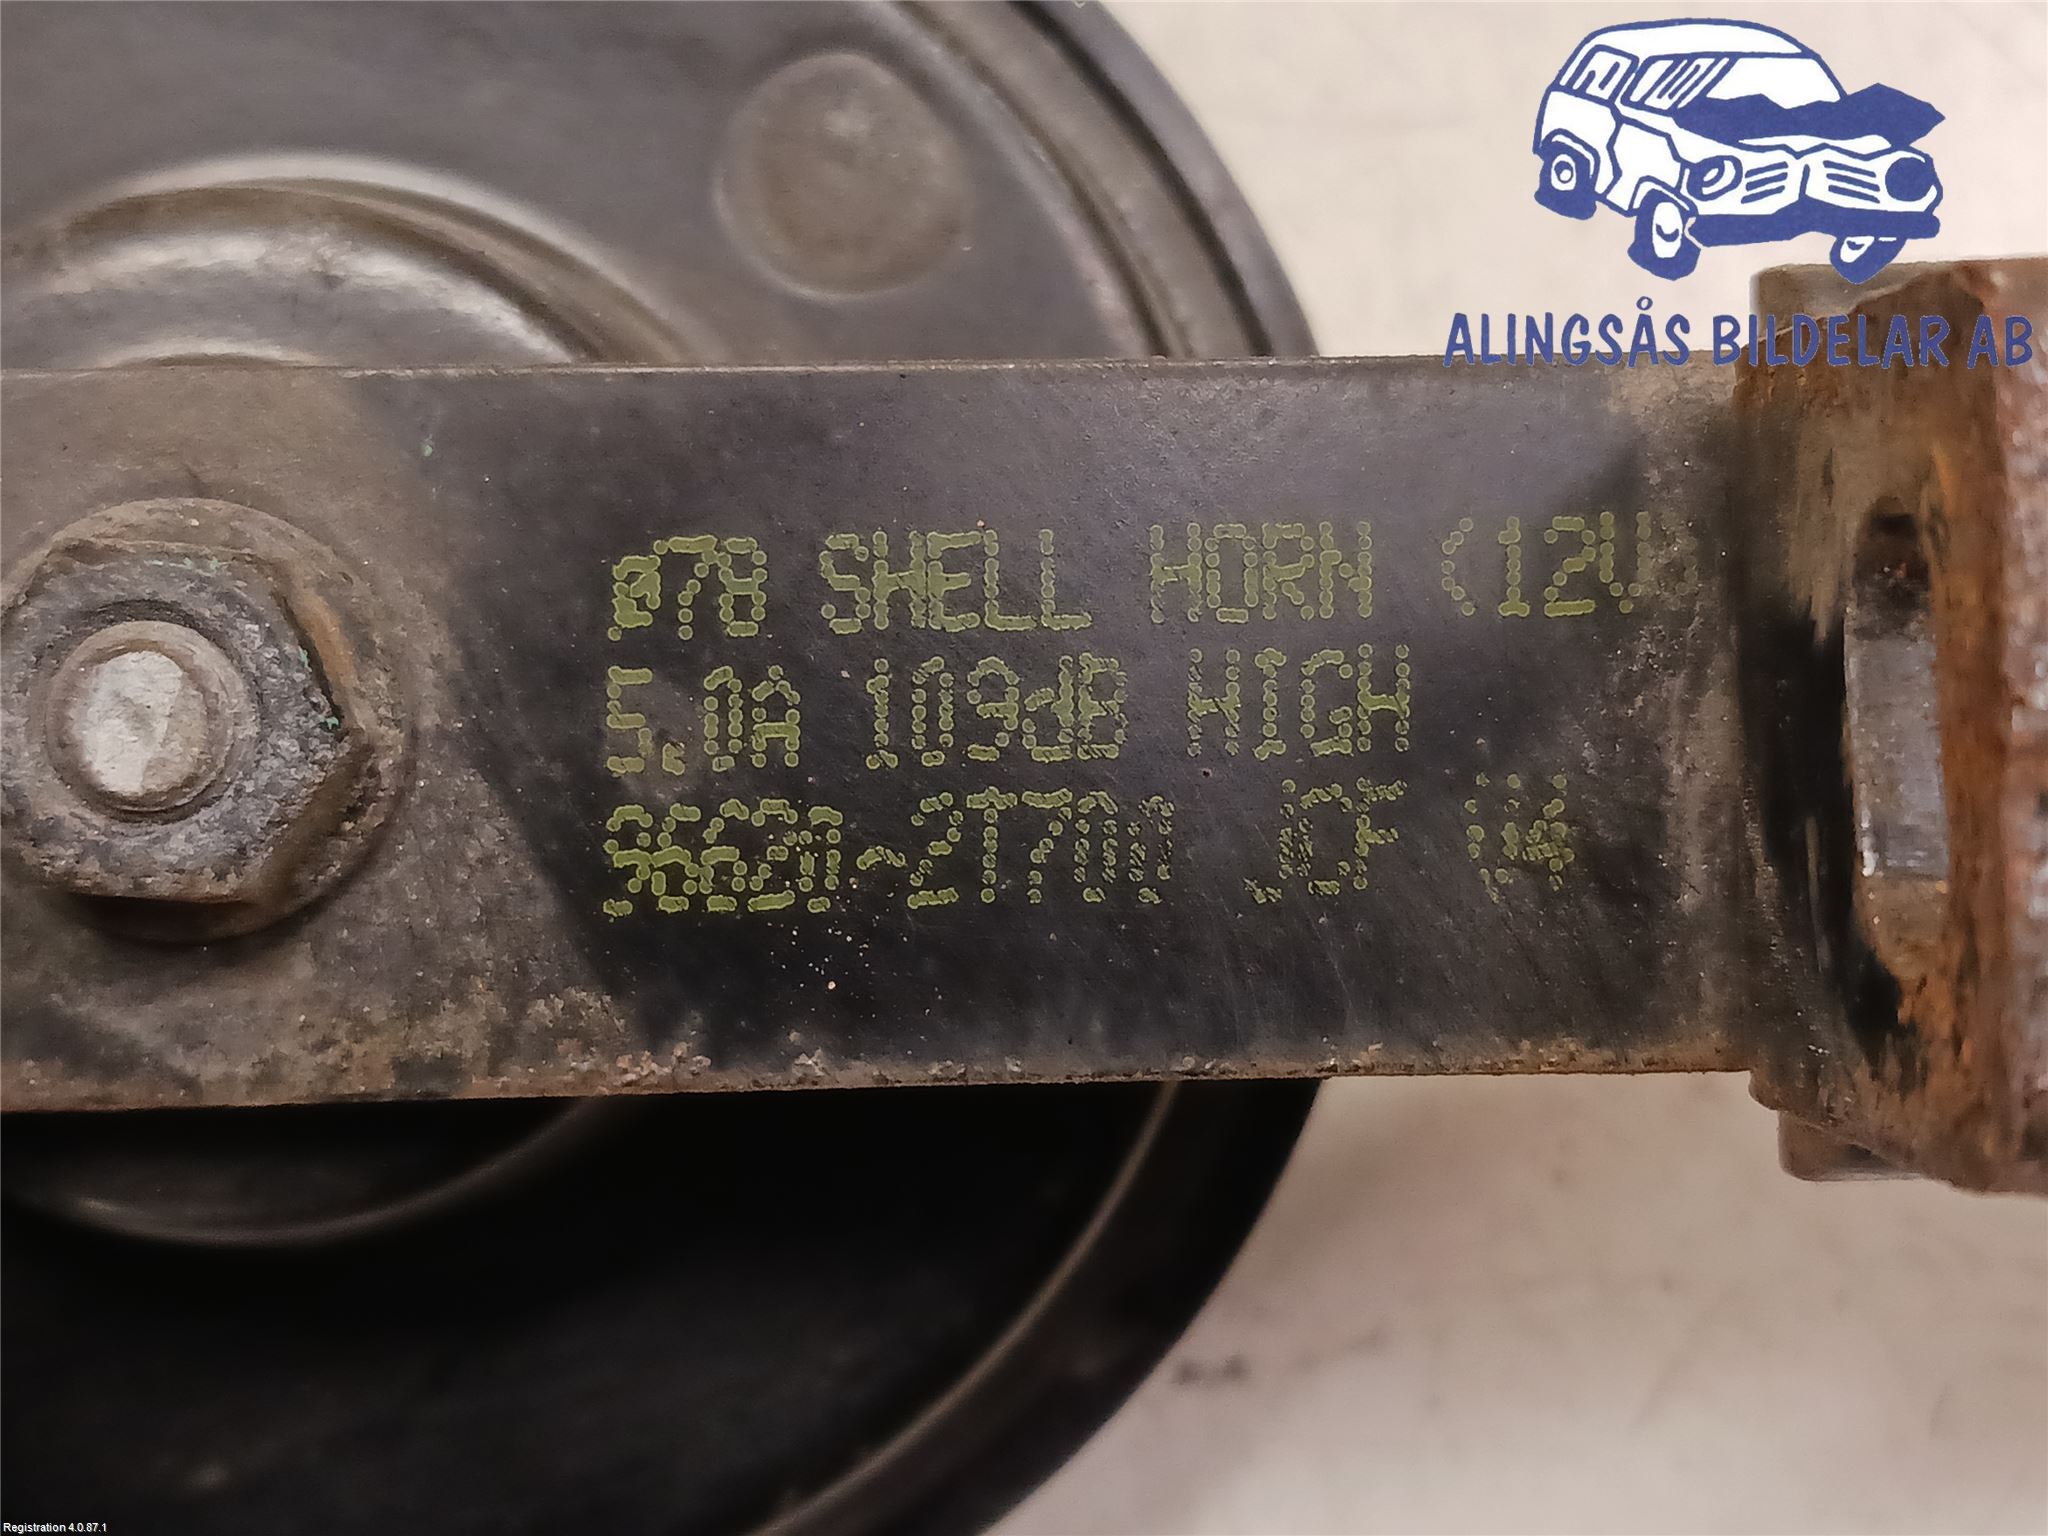 ALINGSÅS BILDELAR AB
ø78 SHELL HORN (12V)
5.0A 109dB HIGH
96620-2T700 JCF
Registration 4.0.87.1